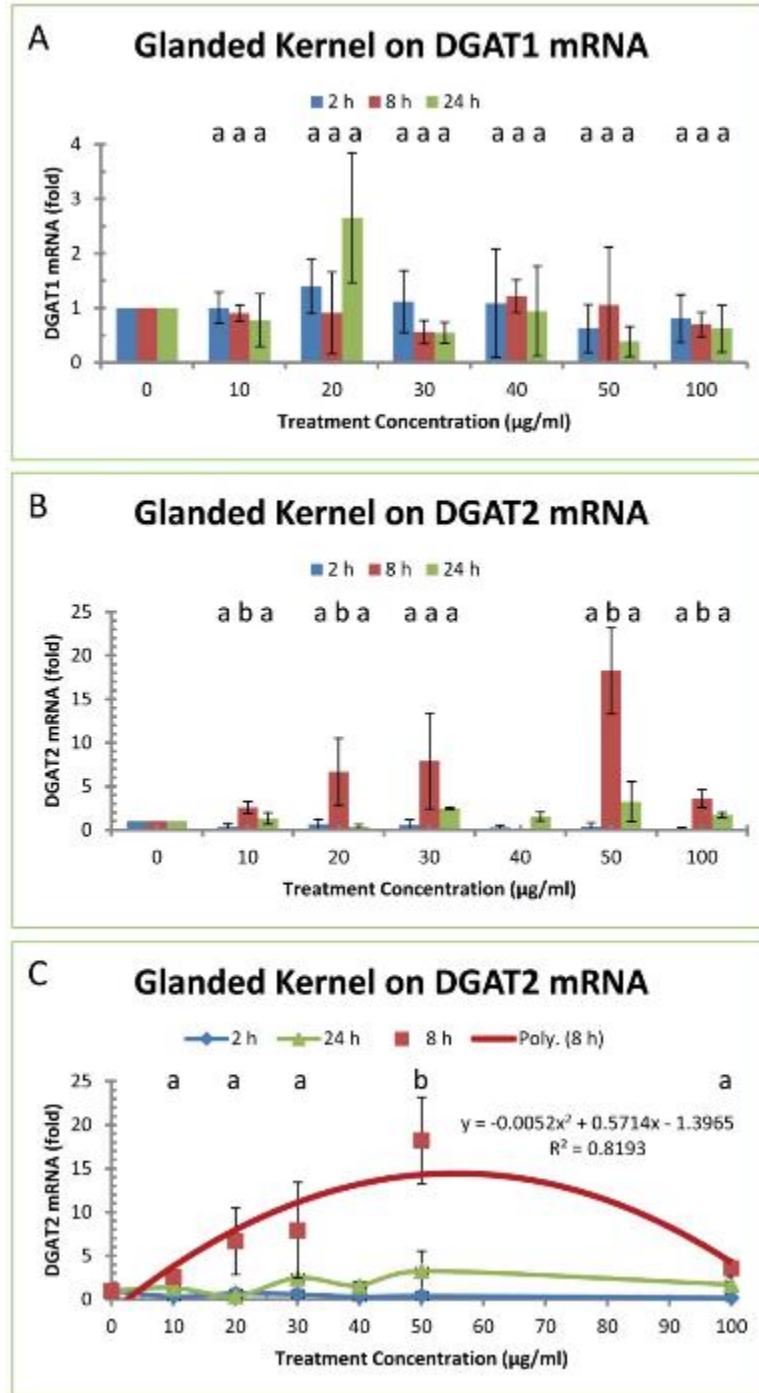 A
Glanded Kernel on DGAT1 mRNA
2 h 8 h 24 h
a a a a a a a a a a a a a a a a a a
4
3
2
1
0
DGAT1 mRNA (fold)
0 10 20 30 40 50 100
Treatment Concentration (μg/ml)
B
Glanded Kernel on DGAT2 mRNA
2 h 8 h 24 h
a b a a b a a a a a b a a b a
25
20
15
10
5
0
DGAT2 mRNA (fold)
0 10 20 30 40 50 100
Treatment Concentration (μg/ml)
C
Glanded Kernel on DGAT2 mRNA
2 h 24 h 8 h Poly. (8 h)
a a a b a
y = -0.0052x² + 0.5714x - 1.3965
R² = 0.8193
25
20
15
10
5
0
DGAT2 mRNA (fold)
0 10 20 30 40 50 60 70 80 90 100
Treatment Concentration (μg/ml)